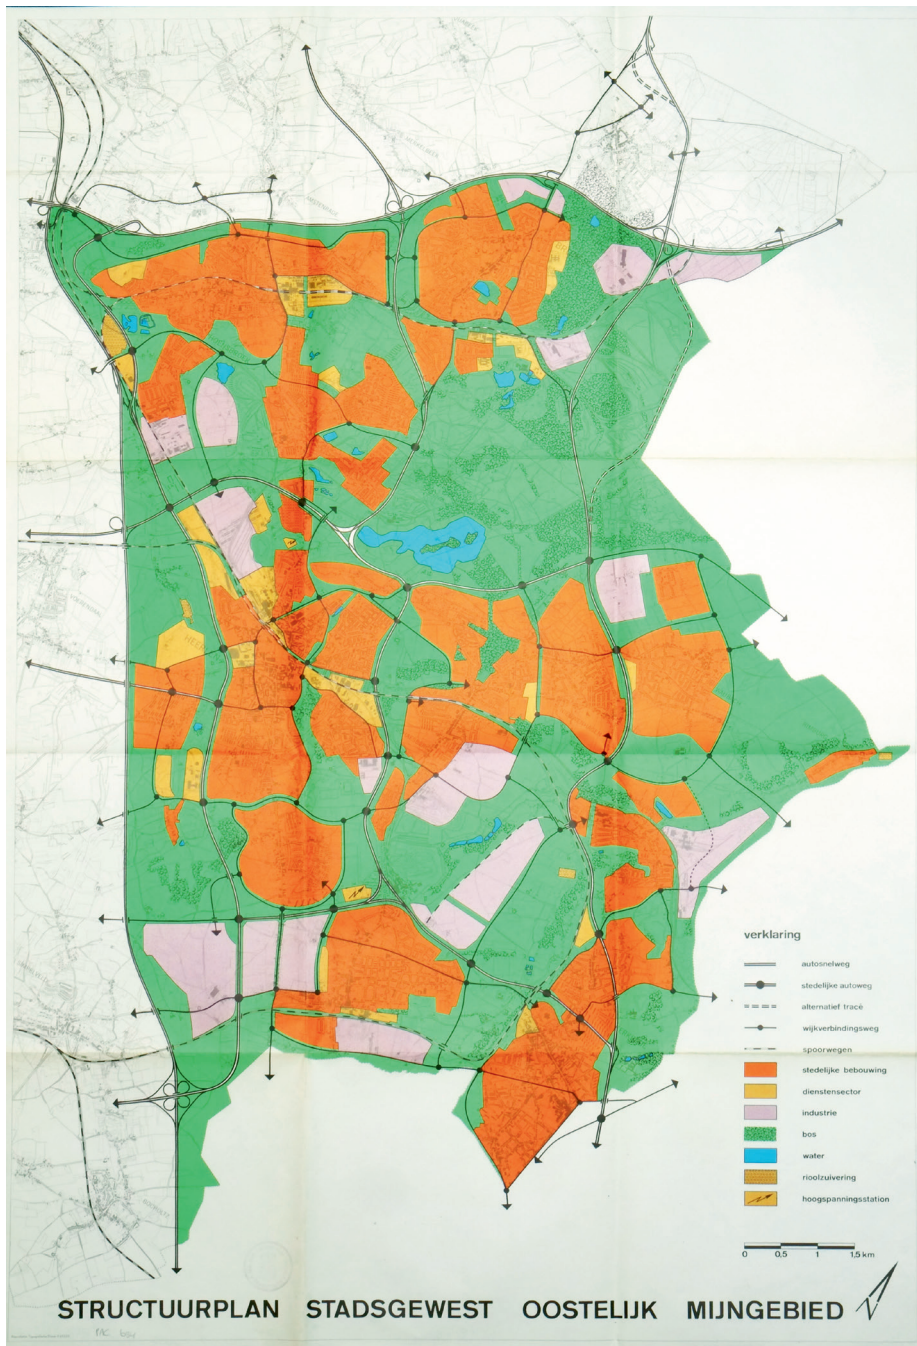 verklaring
autosnelweg
stedelijke autoweg
alternatief tracé
wijkverbindingsweg
spoorwegen
stedelijke bebouwing
dienstensector
industrie
bos
water
rioolzuivering
hoogspanningsstation
0 0,5 1 1,5 km
STRUCTUURPLAN STADSGEWEST OOSTELIJK MIJNGEBIED